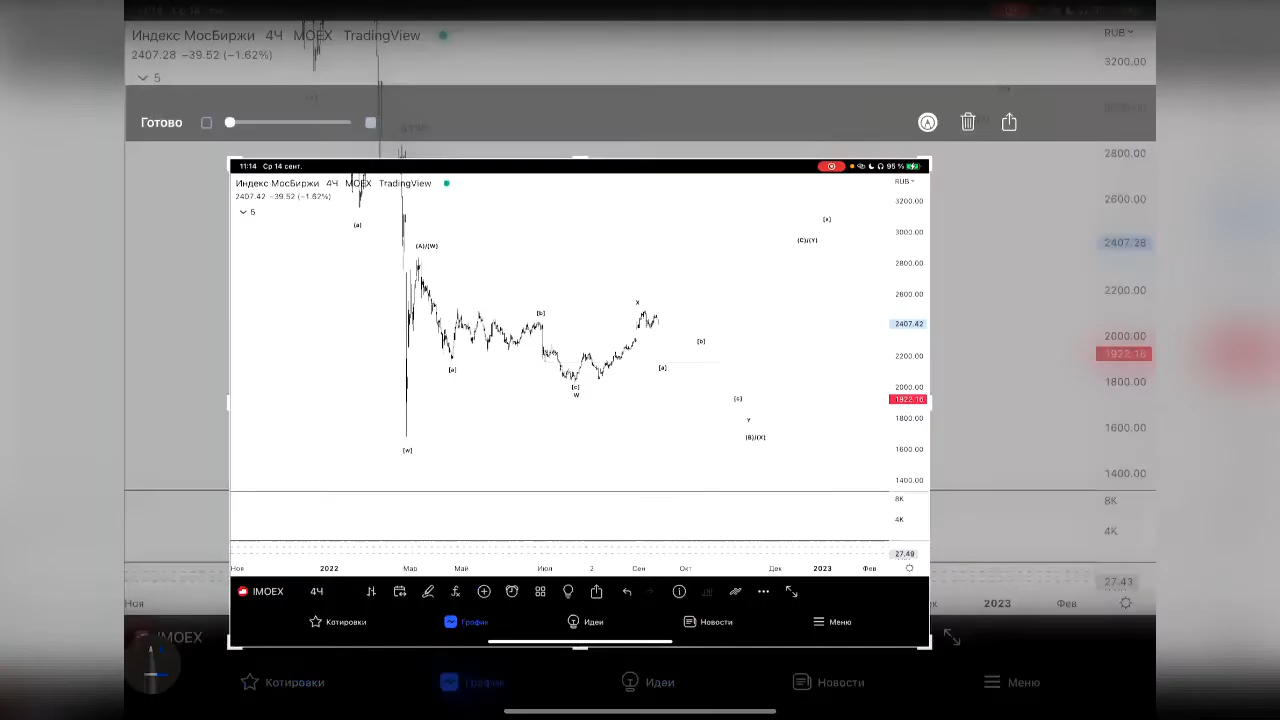 Индекс МосБиржи 4Ч MOEX TradingView
RUB
2407.28 −39.52 (−1.62%)
5
3200.00
Готово
2800.00
2600.00
2407.28
2200.00
2000.00
1922.16
1800.00
1600.00
1400.00
8K
4K
27.43
Ноя
2023
Фев
IMOEX
Котировки
График
Идеи
Новости
Меню
11:14 Ср 14 сент.
95 %
Индекс МосБиржи 4Ч MOEX TradingView
RUB
2407.42 −39.52 (−1.62%)
5
3200.00
3000.00
2800.00
2600.00
2407.42
2200.00
2000.00
1922.16
1800.00
1600.00
1400.00
8K
4K
27.49
[x]
(C)/(Y)
(a)
(A)/(W)
X
[b]
[b]
[a]
[a]
[c]
W
[c]
Y
(B)/(X)
[w]
Ноя 2022 Мар Май Июл 2 Сен Окт Дек 2023 Фев
IMOEX 4Ч
Котировки График Идеи Новости Меню